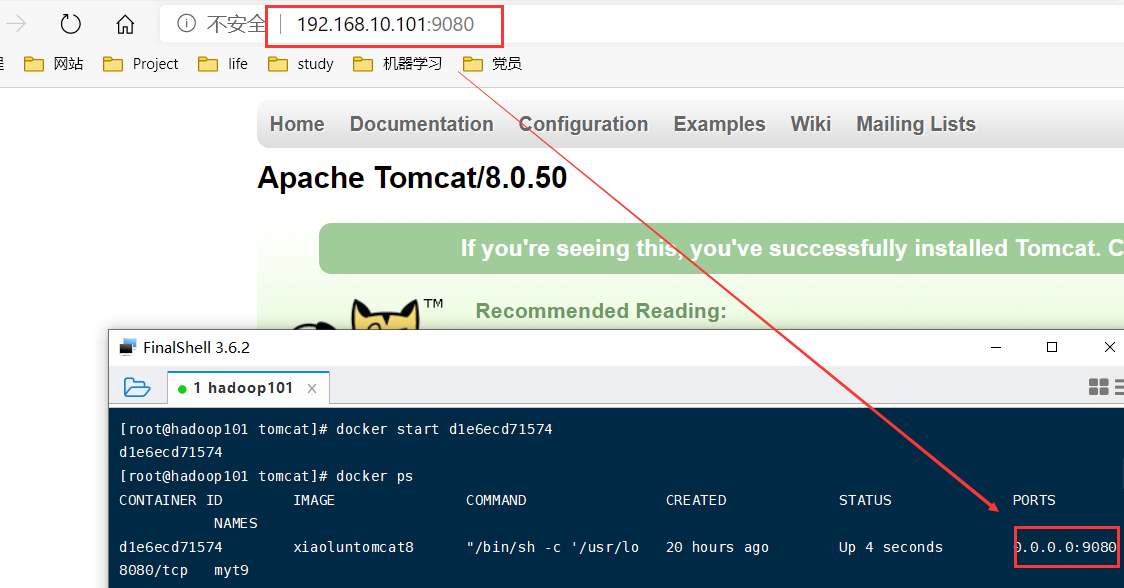 不安全 192.168.10.101:9080
网站 Project life study 机器学习 党员
Home Documentation Configuration Examples Wiki Mailing Lists
Apache Tomcat/8.0.50
If you're seeing this, you've successfully installed Tomcat. C
TM
Recommended Reading:
FinalShell 3.6.2
1 hadoop101
[root@hadoop101 tomcat]# docker start d1e6ecd71574
d1e6ecd71574
[root@hadoop101 tomcat]# docker ps
CONTAINER ID IMAGE COMMAND CREATED STATUS PORTS
NAMES
d1e6ecd71574 xiaoluntomcat8 "/bin/sh -c '/usr/lo 20 hours ago Up 4 seconds 0.0.0.0:9080
8080/tcp myt9